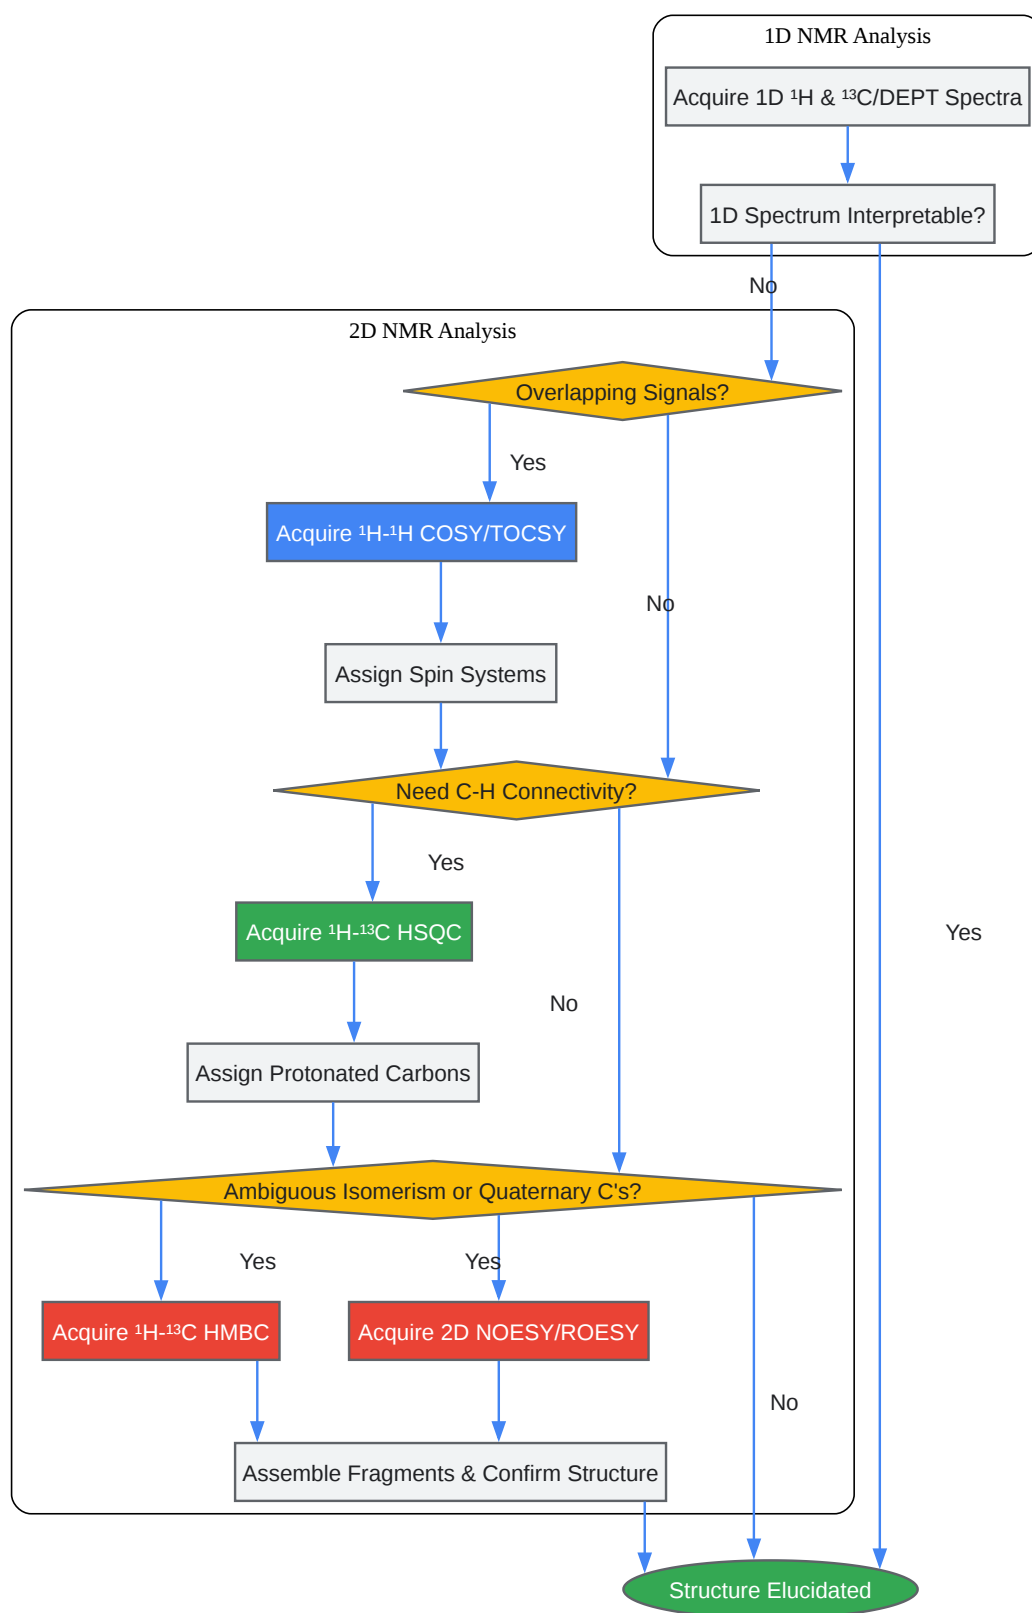 1D NMR Analysis
Acquire 1D ¹H & ¹³C/DEPT Spectra
1D Spectrum Interpretable?
No
2D NMR Analysis
Overlapping Signals?
Yes
Acquire ¹H-¹H COSY/TOCSY
No
Assign Spin Systems
Need C-H Connectivity?
Yes
Acquire ¹H-¹³C HSQC
Yes
No
Assign Protonated Carbons
Ambiguous Isomerism or Quaternary C's?
Yes
Yes
Acquire ¹H-¹³C HMBC
Acquire 2D NOESY/ROESY
No
Assemble Fragments & Confirm Structure
Structure Elucidated